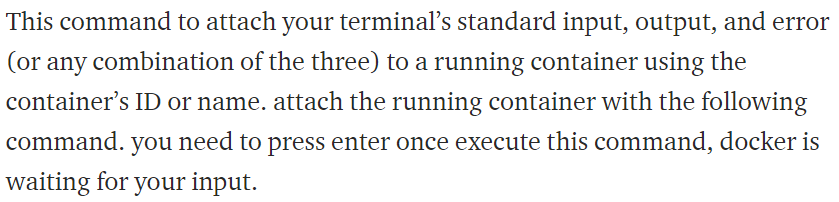 This command to attach your terminal’s standard input, output, and error
(or any combination of the three) to a running container using the
container’s ID or name. attach the running container with the following
command. you need to press enter once execute this command, docker is
waiting for your input.